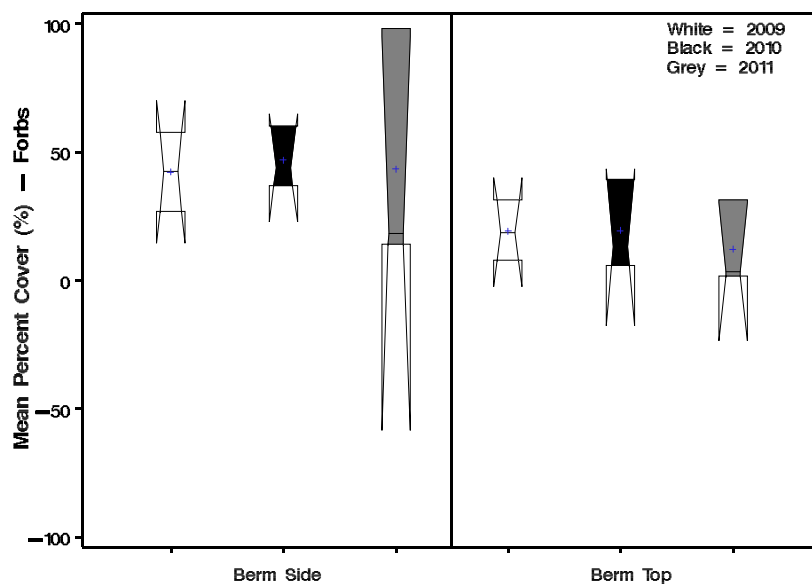 White = 2009
Black = 2010
Grey = 2011
Mean Percent Cover (%) — Forbs
100
50
0
−50
−100
Berm Side
Berm Top